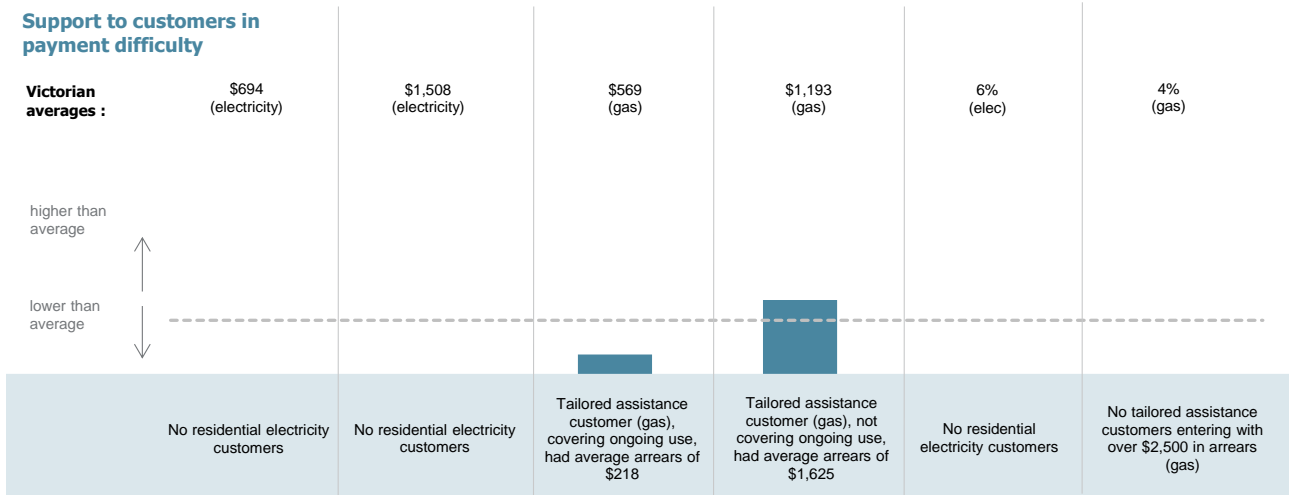 Support to customers in
payment difficulty
Victorian
averages :
$694
(electricity)
$1,508
(electricity)
$569
(gas)
$1,193
(gas)
6%
(elec)
4%
(gas)
higher than
average
lower than
average
No residential electricity
customers
No residential electricity
customers
Tailored assistance
customer (gas),
covering ongoing use,
had average arrears of
$218
Tailored assistance
customer (gas), not
covering ongoing use,
had average arrears of
$1,625
No residential
electricity customers
No tailored assistance
customers entering with
over $2,500 in arrears
(gas)